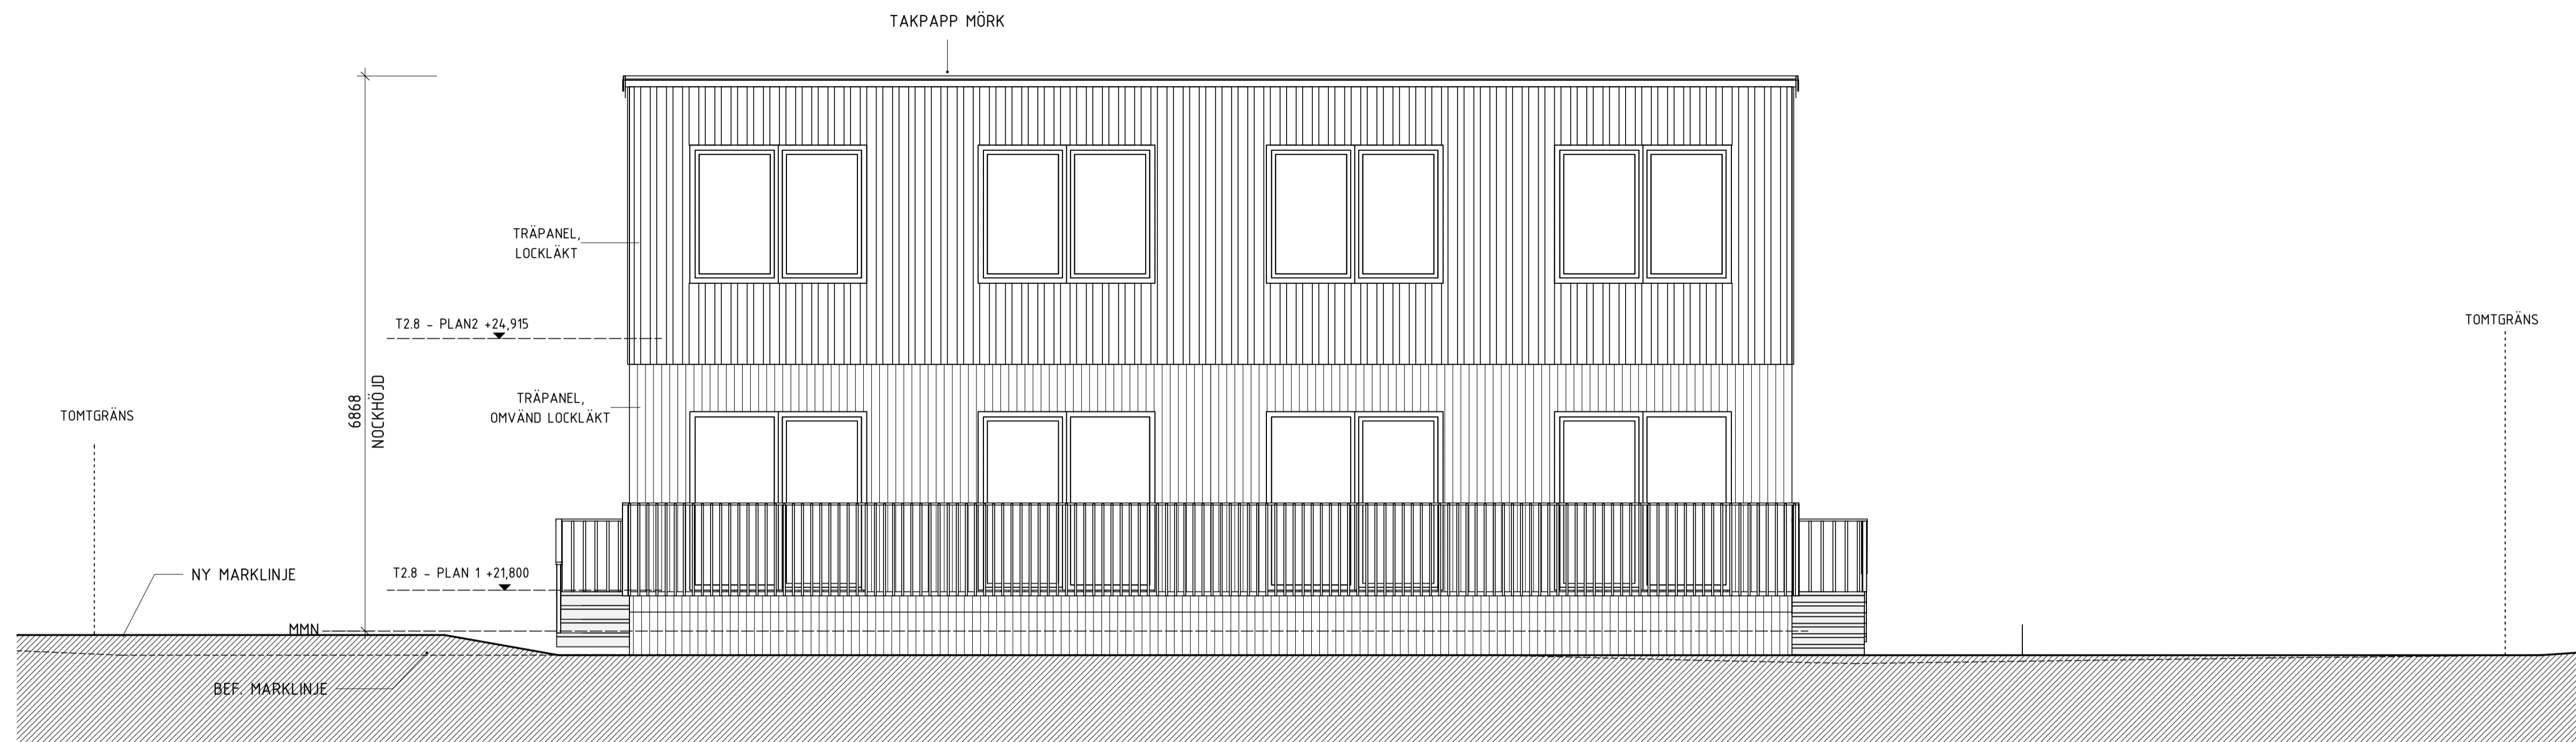 TAKPAPP MÖRK
TRÄPANEL,
LOCKLÄKT
T2.8 - PLAN2 +24,915
TOMTGRÄNS
6868
NOCKHÖJD
TRÄPANEL,
OMVÄND LOCKLÄKT
TOMTGRÄNS
NY MARKLINJE
T2.8 - PLAN 1 +21,800
MMN
BEF. MARKLINJE